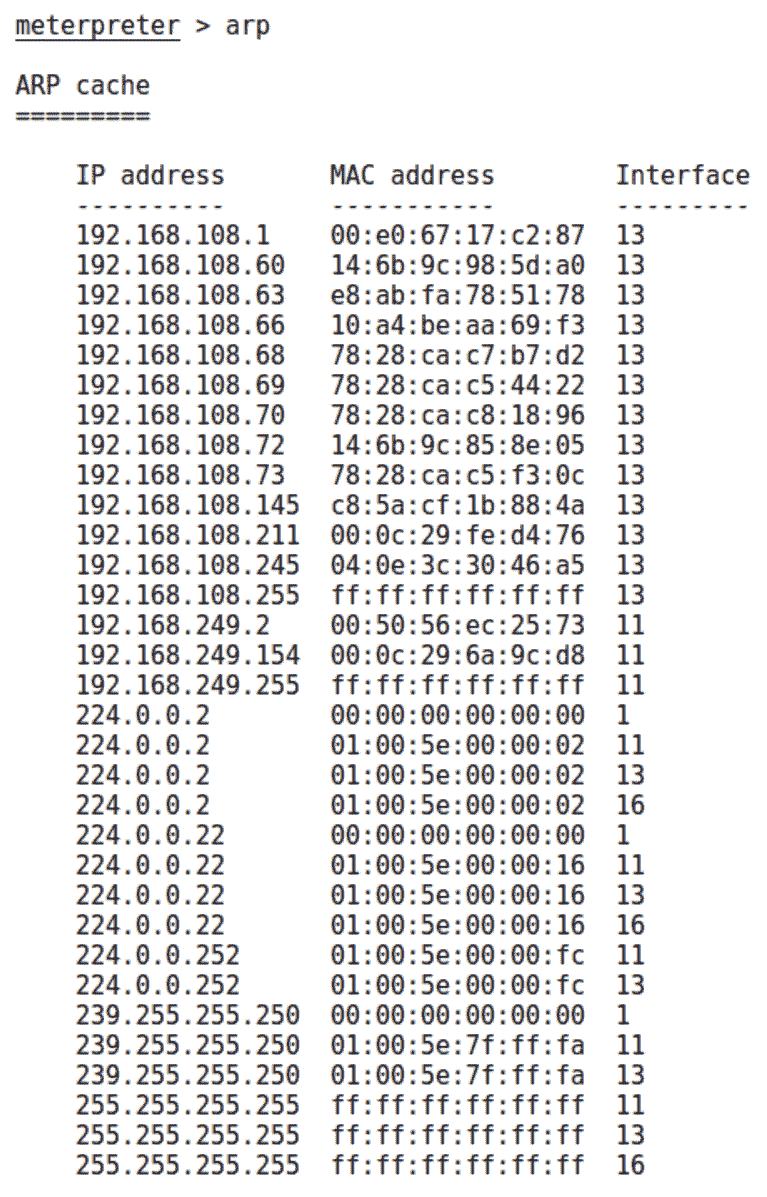 meterpreter > arp
ARP cache
=========
IP address MAC address Interface
---------- ----------- ---------
192.168.108.1 00:e0:67:17:c2:87 13
192.168.108.60 14:6b:9c:98:5d:a0 13
192.168.108.63 e8:ab:fa:78:51:78 13
192.168.108.66 10:a4:be:aa:69:f3 13
192.168.108.68 78:28:ca:c7:b7:d2 13
192.168.108.69 78:28:ca:c5:44:22 13
192.168.108.70 78:28:ca:c8:18:96 13
192.168.108.72 14:6b:9c:85:8e:05 13
192.168.108.73 78:28:ca:c5:f3:0c 13
192.168.108.145 c8:5a:cf:1b:88:4a 13
192.168.108.211 00:0c:29:fe:d4:76 13
192.168.108.245 04:0e:3c:30:46:a5 13
192.168.108.255 ff:ff:ff:ff:ff:ff 13
192.168.249.2 00:50:56:ec:25:73 11
192.168.249.154 00:0c:29:6a:9c:d8 11
192.168.249.255 ff:ff:ff:ff:ff:ff 11
224.0.0.2 00:00:00:00:00:00 1
224.0.0.2 01:00:5e:00:00:02 11
224.0.0.2 01:00:5e:00:00:02 13
224.0.0.2 01:00:5e:00:00:02 16
224.0.0.22 00:00:00:00:00:00 1
224.0.0.22 01:00:5e:00:00:16 11
224.0.0.22 01:00:5e:00:00:16 13
224.0.0.22 01:00:5e:00:00:16 16
224.0.0.252 01:00:5e:00:00:fc 11
224.0.0.252 01:00:5e:00:00:fc 13
239.255.255.250 00:00:00:00:00:00 1
239.255.255.250 01:00:5e:7f:ff:fa 11
239.255.255.250 01:00:5e:7f:ff:fa 13
255.255.255.255 ff:ff:ff:ff:ff:ff 11
255.255.255.255 ff:ff:ff:ff:ff:ff 13
255.255.255.255 ff:ff:ff:ff:ff:ff 16